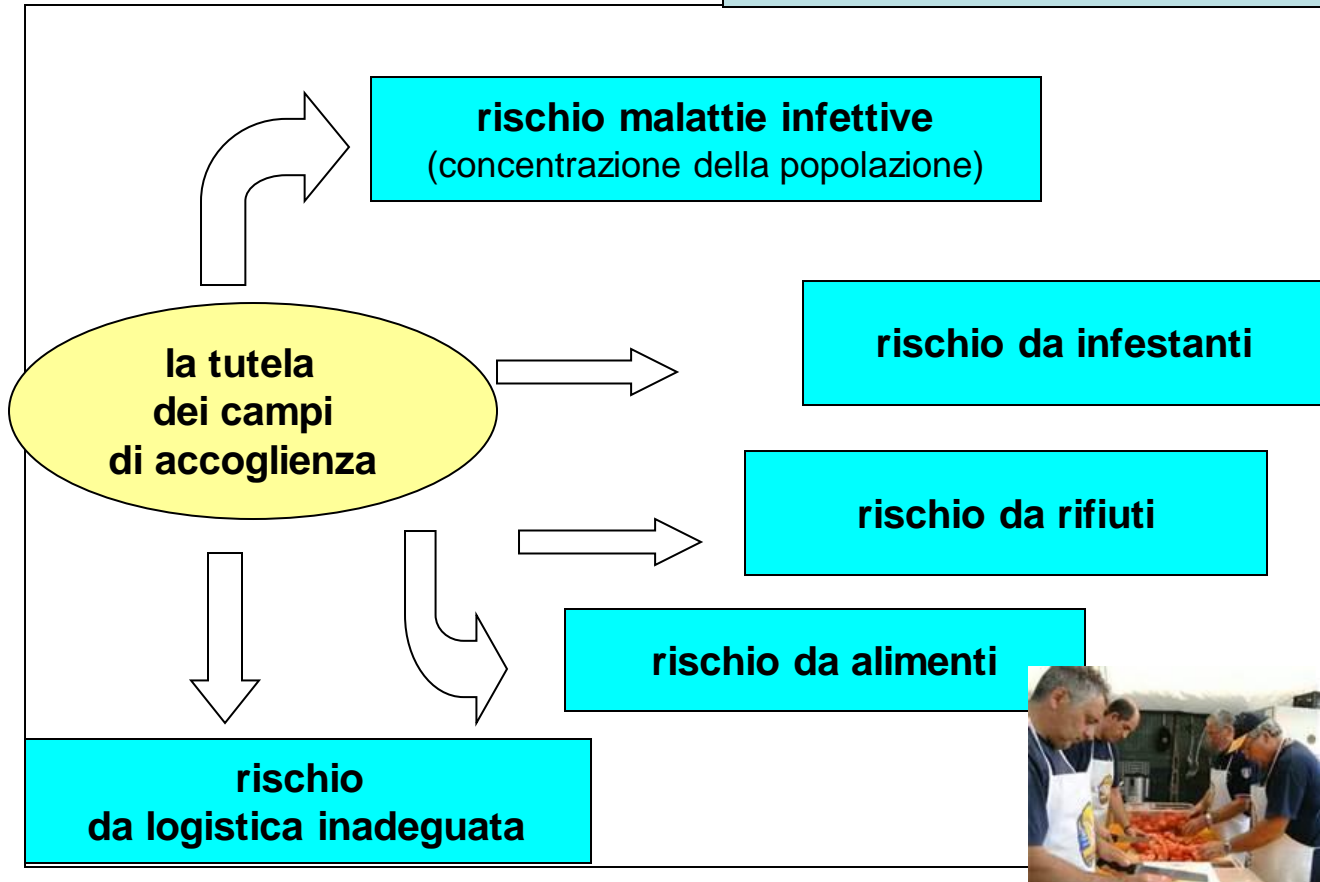 rischio malattie infettive
(concentrazione della popolazione)
la tutela
dei campi
di accoglienza
rischio da infestanti
rischio da rifiuti
rischio da alimenti
rischio
da logistica inadeguata